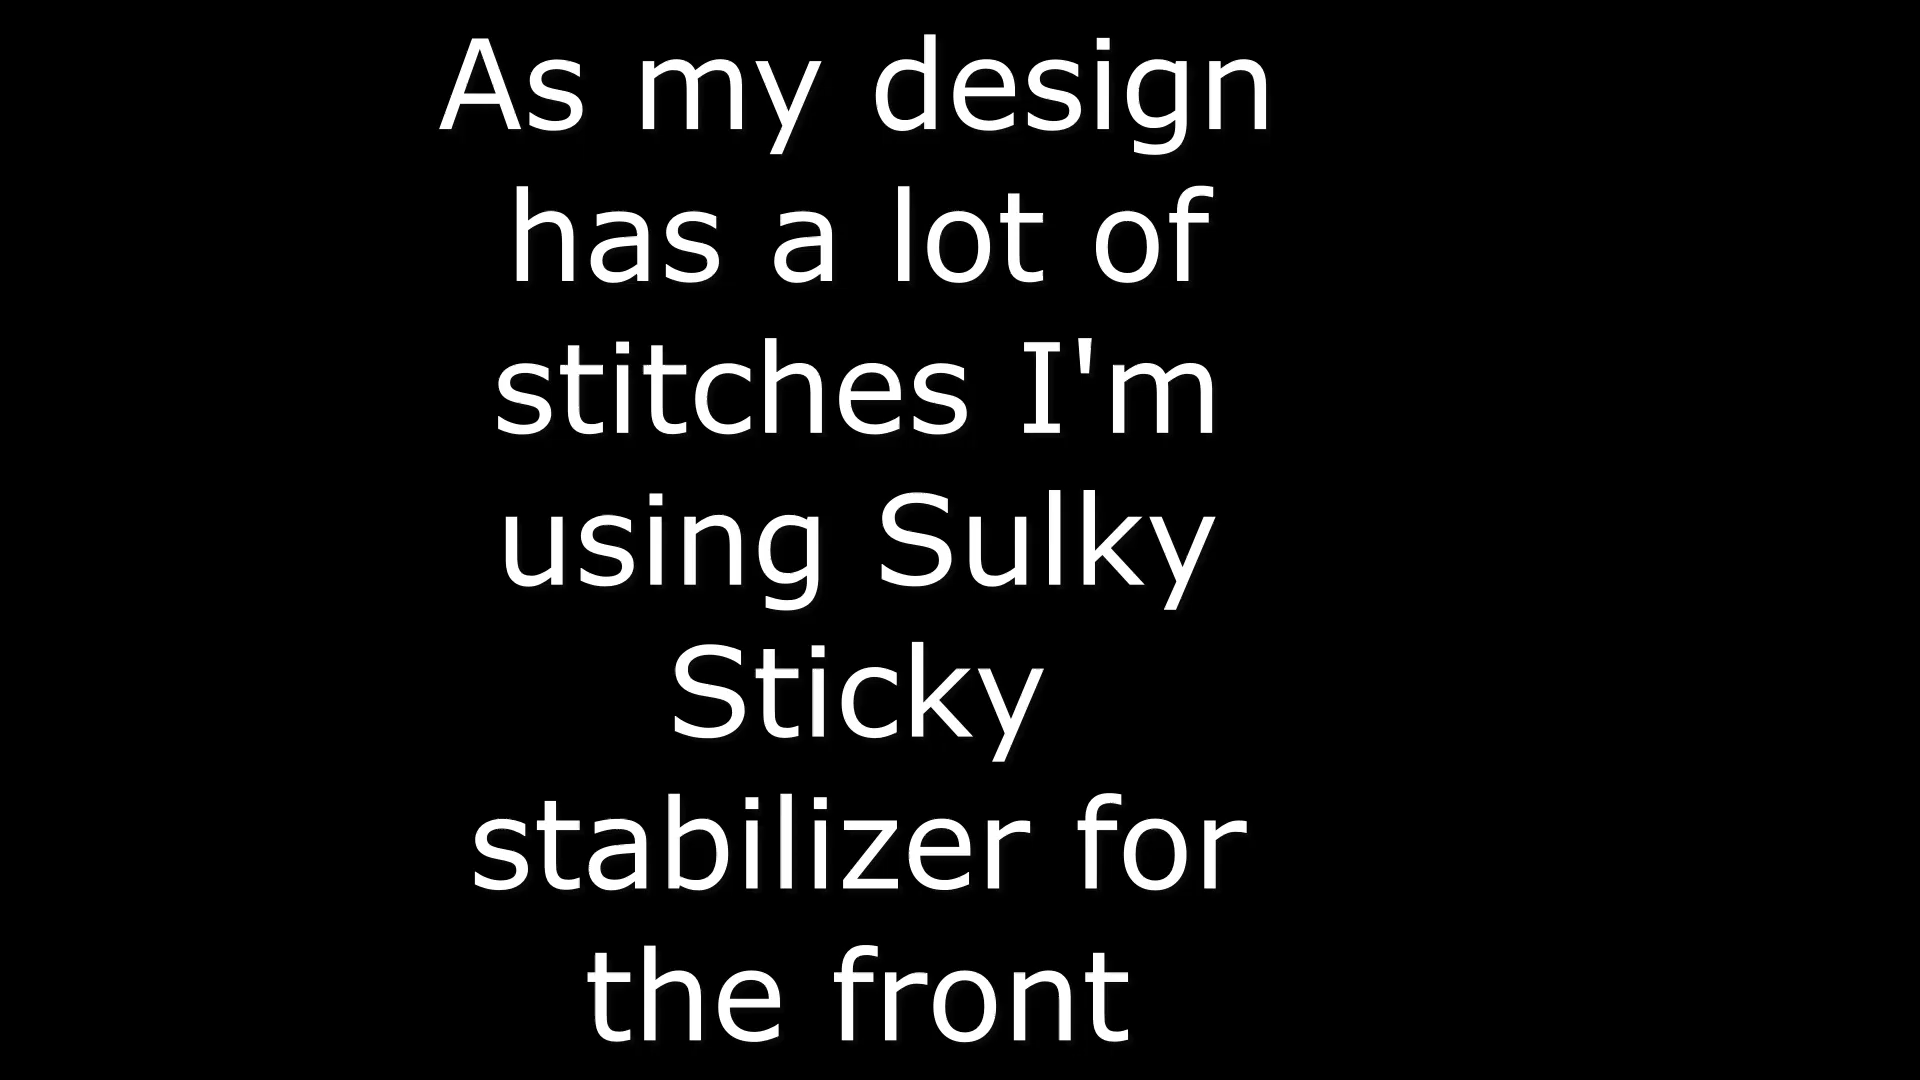 As my design
has a lot of
stitches I'm
using Sulky
Sticky
stabilizer for
the front